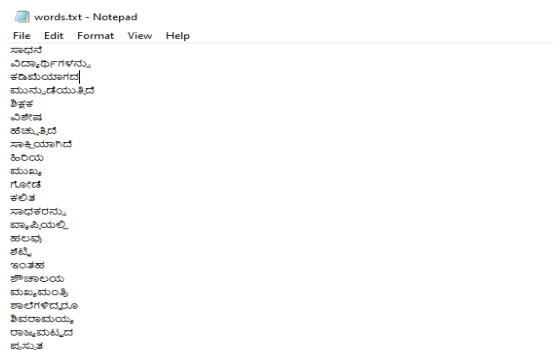 words.txt - Notepad
File Edit Format View Help
ಸಾಧನೆ
ವಿದ್ಯಾರ್ಥಿಗಳನ್ನು
ಕಡಿಮೆಯಾಗದ
ಮುನ್ನುಡೆಯುತ್ತಿದೆ
ಶಿಕ್ಷಕ
ವಿಶೇಷ
ಹೆಚ್ಚುತ್ತಿದೆ
ಸಾಕ್ಷಿಯಾಗಿದೆ
ಹಿರಿಯ
ಮುಖ್ಯ
ಗೋಡೆ
ಕಲಿತ
ಸಾಧಕರನ್ನು
ವ್ಯಾಪ್ತಿಯಲ್ಲಿ
ಹಲವು
ಶೆಟ್ಟಿ
ಇಂತಹ
ಶೌಚಾಲಯ
ಮುಖ್ಯಮಂತ್ರಿ
ಶಾಲೆಗಳಿದ್ದರೂ
ಶಿವರಾಮಯ್ಯ
ರಾಜ್ಯಮಟ್ಟದ
ಪ್ರಸ್ತುತ